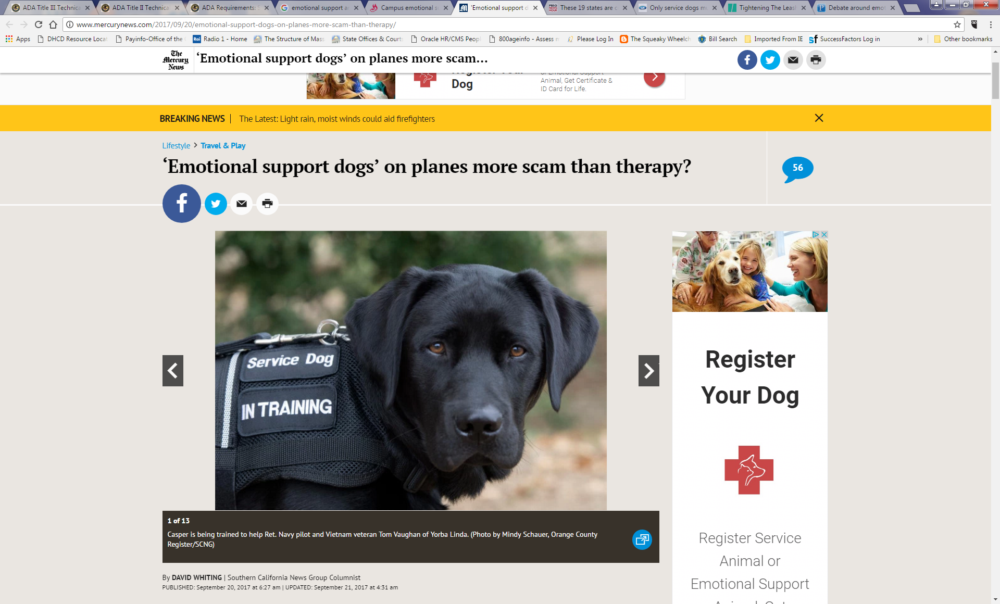 ADA Title III Technica
ADA Title II Technica
ADA Requirements: S
emotional support a
Campus emotional s
'Emotional support d
These 19 states are c
Only service dogs m
Tightening The Leas
Debate around emot
www.mercurynews.com/2017/09/20/emotional-support-dogs-on-planes-more-scam-than-therapy/
Apps
DHCD Resource Locat
Payinfo-Office of the
Rai
Radio 1 - Home
The Structure of Mass
State Offices & Court
Oracle HR/CMS Peop
800ageinfo - Assess
Please Log In
The Squeaky Wheelch
Bill Search
Imported From IE
SuccessFactors Log in
»
Other bookmarks
The
Mercury
News
‘Emotional support dogs’ on planes more scam...
Dog
Animal, Get Certificate &
ID Card for Life.
BREAKING NEWS
The Latest: Light rain, moist winds could aid firefighters
Lifestyle > Travel & Play
‘Emotional support dogs’ on planes more scam than therapy?
56
Service Dog
IN TRAINING
Register
Your Dog
Register Service
Animal or
Emotional Support
1 of 13
Casper is being trained to help Ret. Navy pilot and Vietnam veteran Tom Vaughan of Yorba Linda. (Photo by Mindy Schauer, Orange County
Register/SCNG)
By DAVID WHITING | Southern California News Group Columnist
PUBLISHED: September 20, 2017 at 6:27 am | UPDATED: September 21, 2017 at 4:31 am